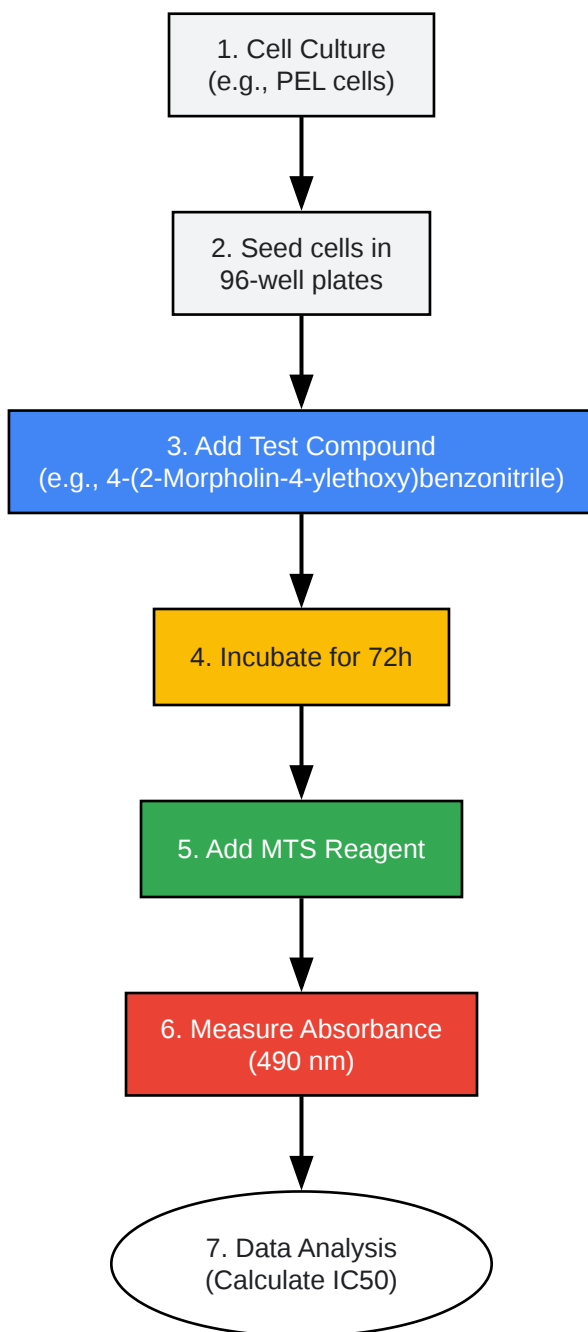 1. Cell Culture
(e.g., PEL cells)
2. Seed cells in
96-well plates
3. Add Test Compound
(e.g., 4-(2-Morpholin-4-ylethoxy)benzonitrile)
4. Incubate for 72h
5. Add MTS Reagent
6. Measure Absorbance
(490 nm)
7. Data Analysis
(Calculate IC50)